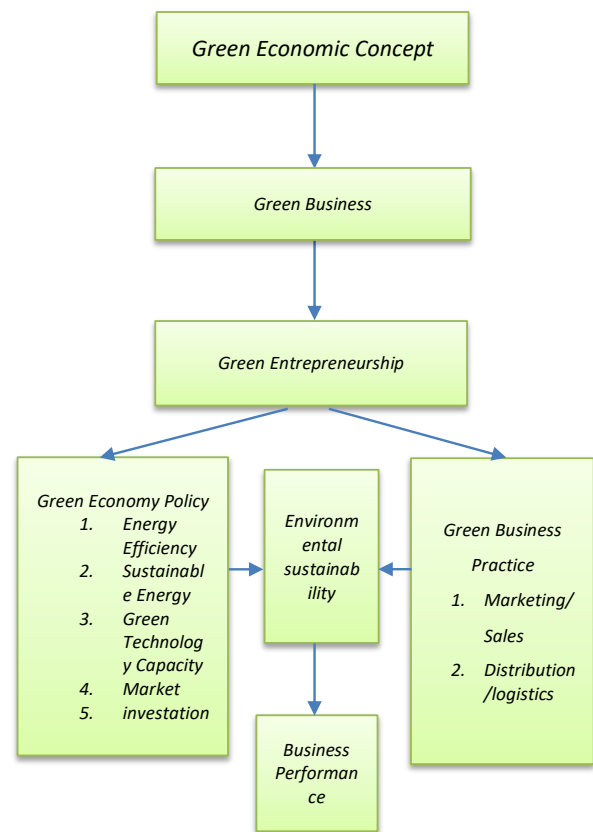 Green Economic Concept
Green Business
Green Entrepreneurship
Green Economy Policy
1. Energy
Efficiency
2. Sustainabl
e Energy
3. Green
Technolog
y Capacity
4. Market
5. investation
Environm
ental
sustainab
ility
Green Business
Practice
1. Marketing/
Sales
2. Distribution
/logistics
Business
Performan
ce